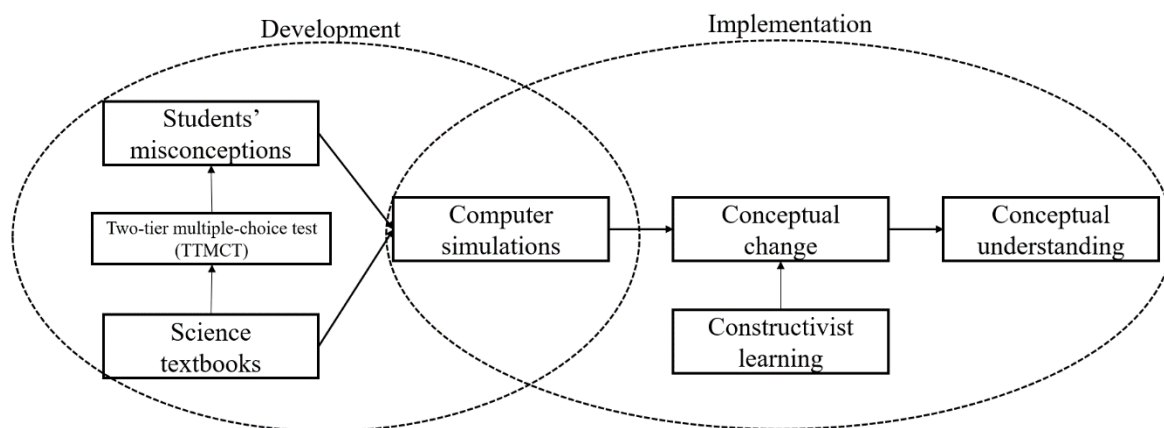 Development
Implementation
Students’
misconceptions
Two-tier multiple-choice test
(TTMCT)
Science
textbooks
Computer
simulations
Conceptual
change
Constructivist
learning
Conceptual
understanding